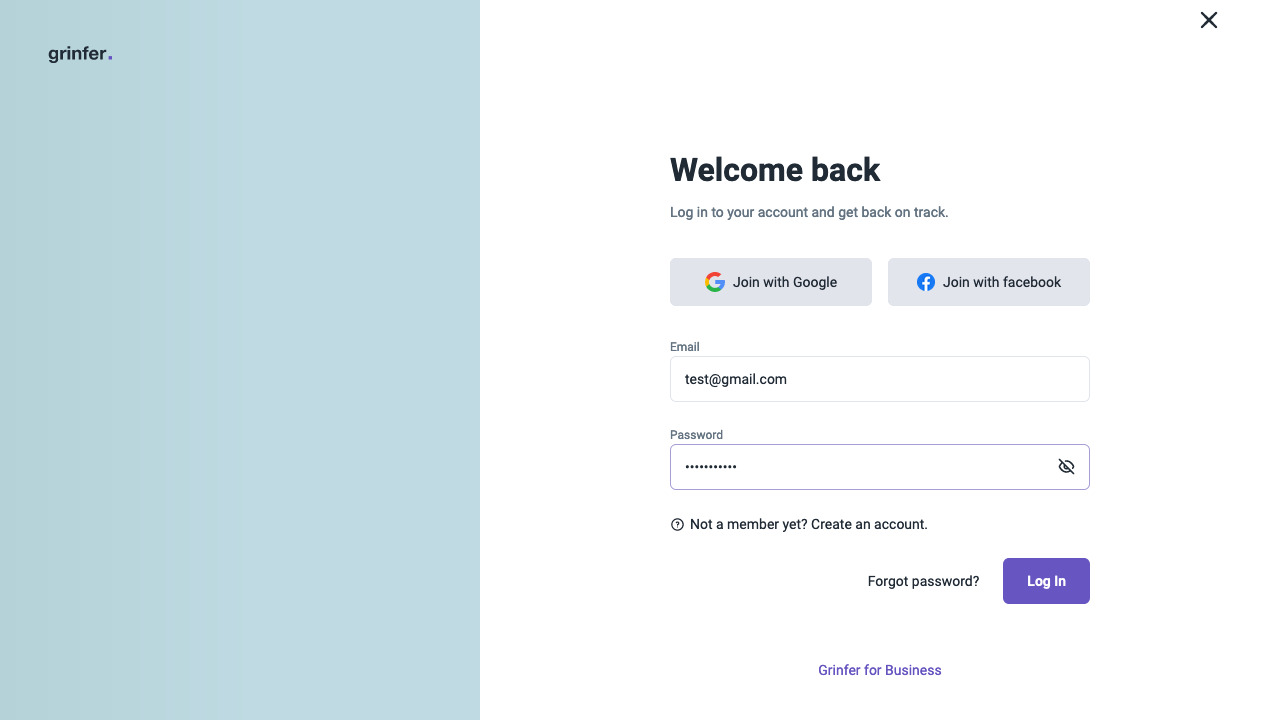 grinfer.
Welcome back
Log in to your account and get back on track.
Join with Google
Join with facebook
Email
test@gmail.com
Password
•••••••••••
Not a member yet? Create an account.
Forgot password?
Log In
Grinfer for Business